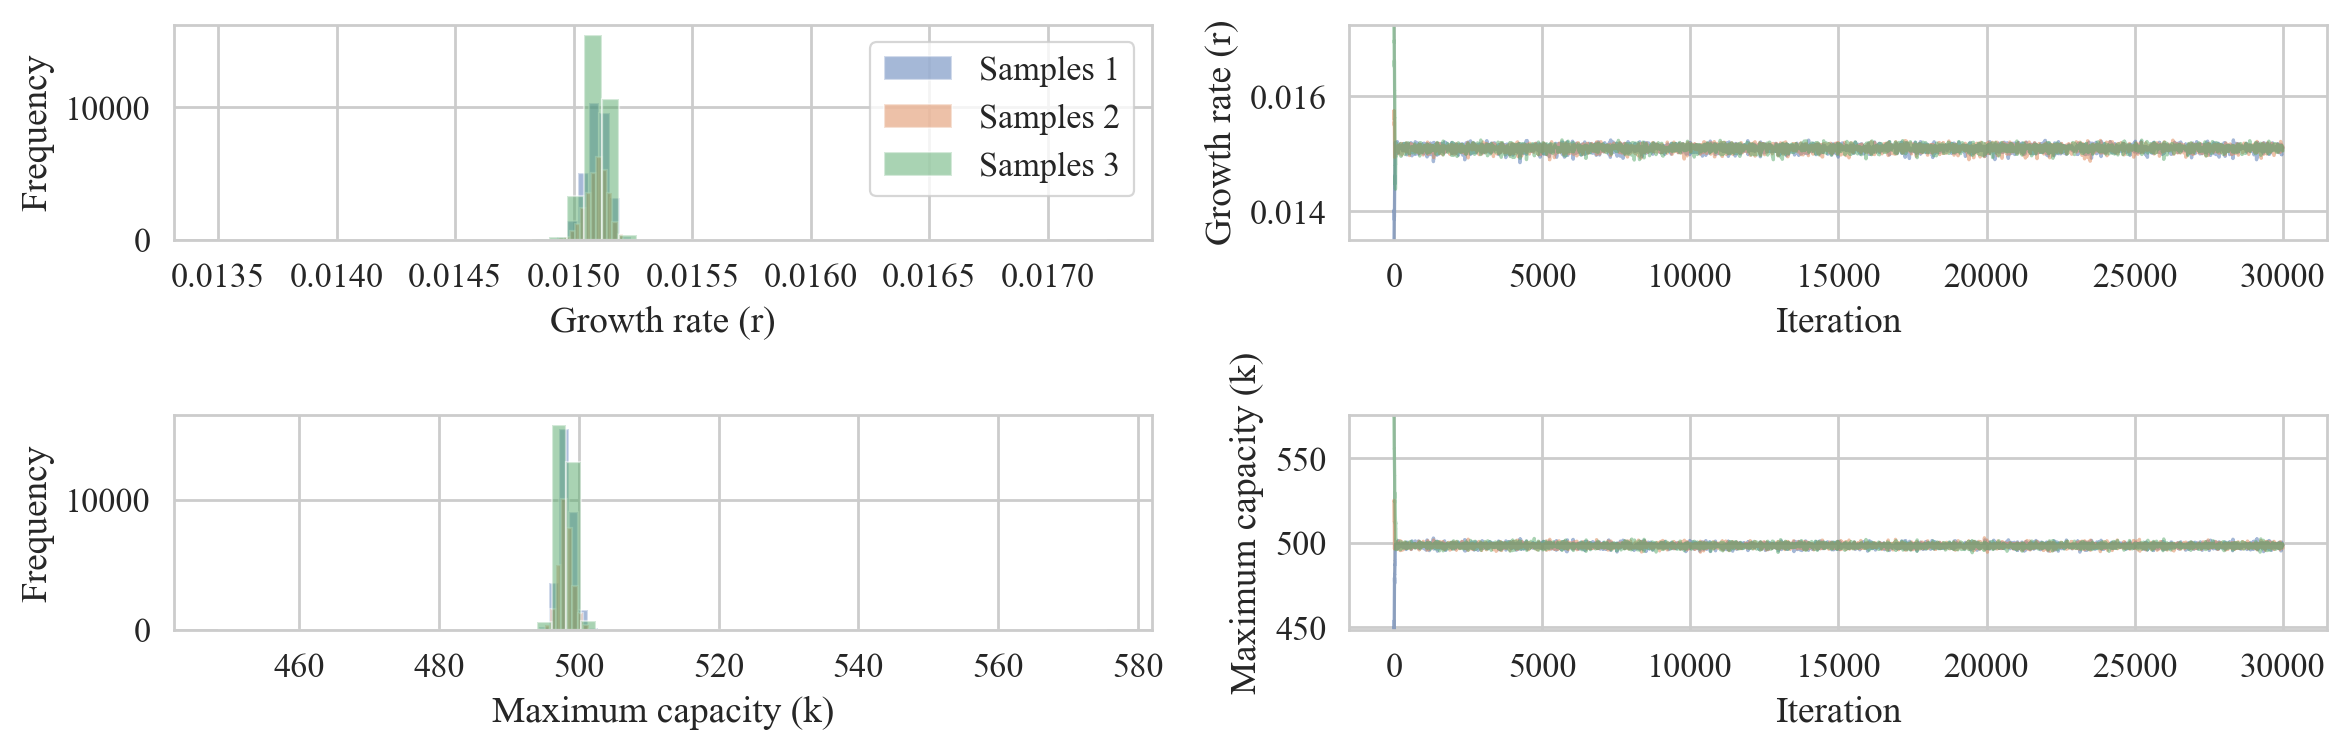 Frequency
10000
0
0.0135 0.0140 0.0145 0.0150 0.0155 0.0160 0.0165 0.0170
Growth rate (r)
Samples 1
Samples 2
Samples 3
Growth rate (r)
0.016
0.014
0 5000 10000 15000 20000 25000 30000
Iteration
Frequency
10000
0
460 480 500 520 540 560 580
Maximum capacity (k)
Maximum capacity (k)
550
500
450
0 5000 10000 15000 20000 25000 30000
Iteration